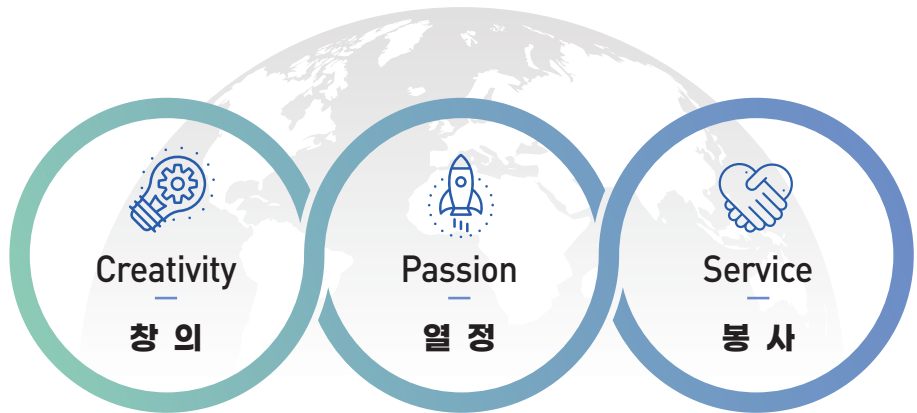 Creativity
창 의
Passion
열 정
Service
봉 사